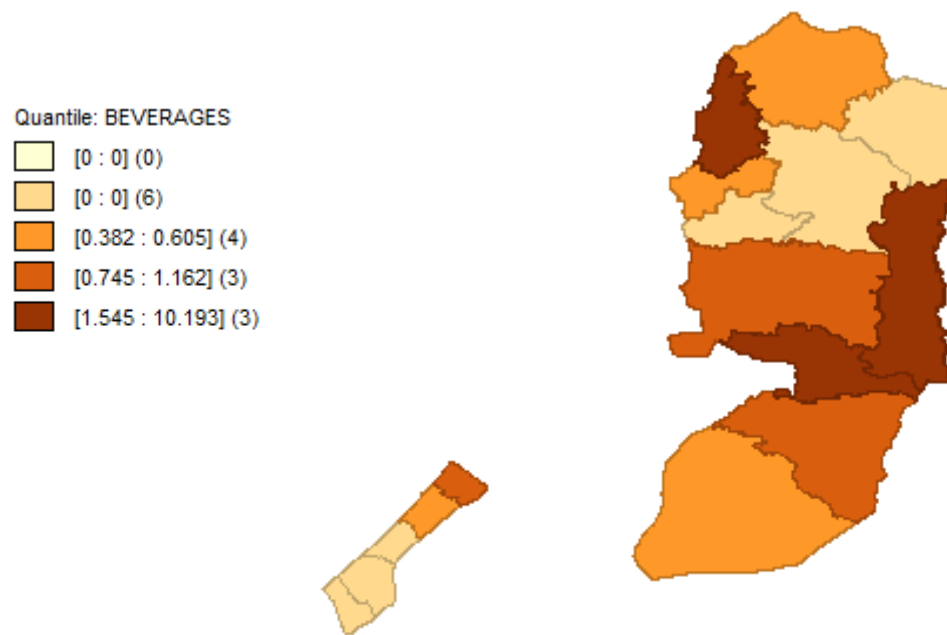 Quantile: BEVERAGES
[0 : 0] (0)
[0 : 0] (6)
[0.382 : 0.605] (4)
[0.745 : 1.162] (3)
[1.545 : 10.193] (3)